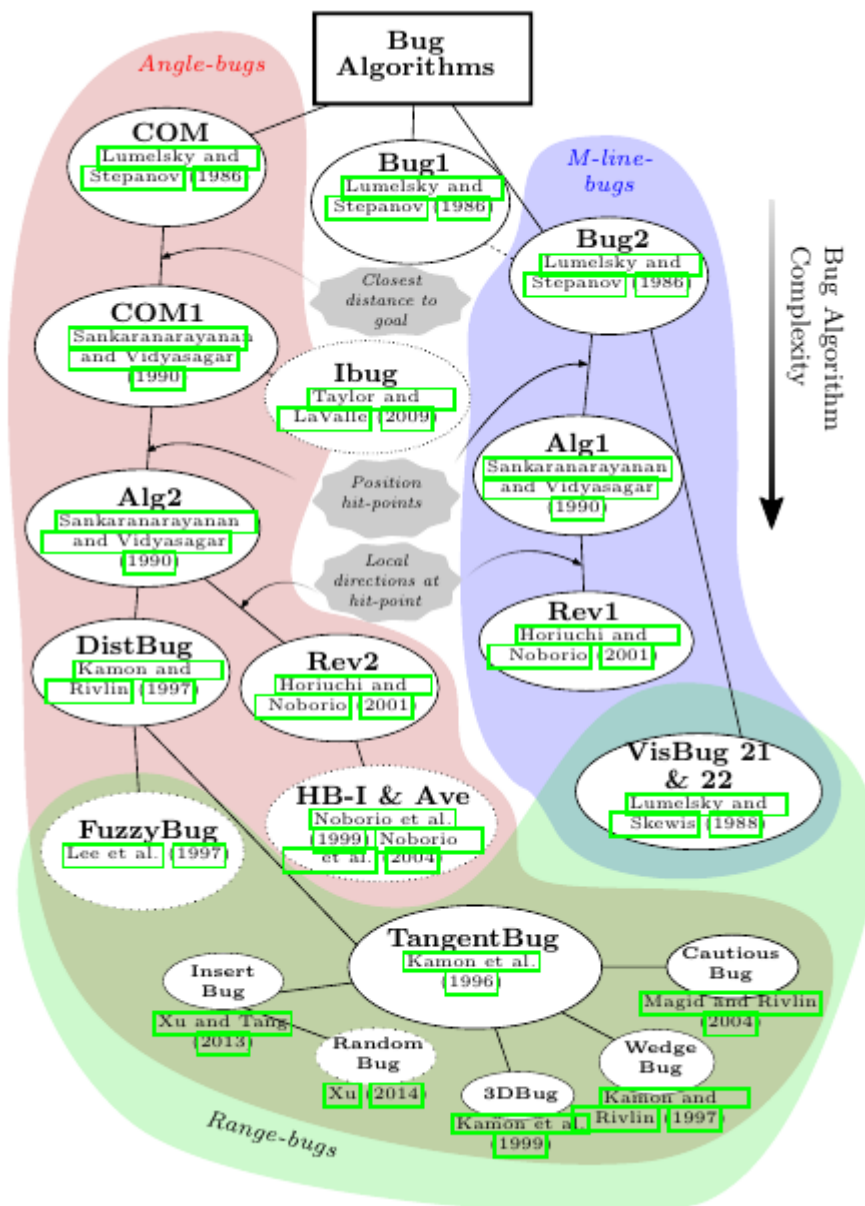 Bug
Algorithms
Angle-bugs
COM
Lumelsky and
Stepanov (1986
Bug1
Lumelsky and
Stepanov (1986)
M-line-
bugs
Bug2
Lumelsky and
Stepanov (1986)
Bug Algorithm
Complexity
Closest
distance to
goal
COM1
Sankaranarayanan
and Vidyasagar
(1990)
Ibug
Taylor and
LaValle (2009)
Alg1
Sankaranarayanan
and Vidyasagar
(1990)
Position
hit-points
Alg2
Sankaranarayanan
and Vidyasagar
(1990)
Local
directions at
hit-point
Rev1
Horiuchi and
Noborio (2001)
DistBug
Kamon and
Rivlin (1997)
Rev2
Horiuchi and
Noborio (2001)
VisBug 21
& 22
Lumelsky and
Skewis (1988)
HB-I & Ave
Noborio et al.
(1999) Noborio
et al. (2004)
FuzzyBug
Lee et al. (1997)
TangentBug
Kamon et al.
(1996)
Cautious
Bug
Magid and Rivlin
(2004)
Insert
Bug
Xu and Tang
(2013)
Random
Bug
Xu (2014)
3DBug
Kamon et al.
(1999)
Wedge
Bug
Kamon and
Rivlin (1997)
Range-bugs